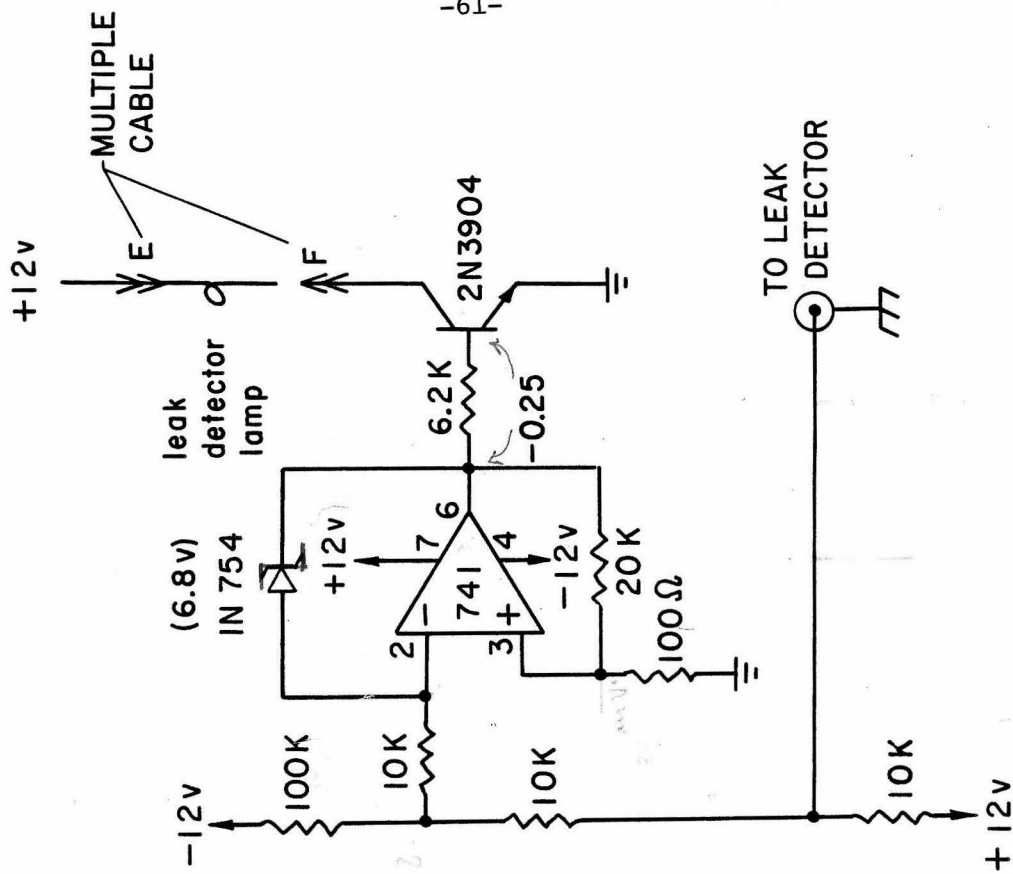 -19-
+12v
E
MULTIPLE
CABLE
F
leak
detector
lamp
(6.8v)
IN 754
+12v
2
-
7
741
6
3
+
4
-12v
6.2K
2N3904
-0.25
20K
100Ω
-12v
100K
10K
10K
TO LEAK
DETECTOR
10K
+12v